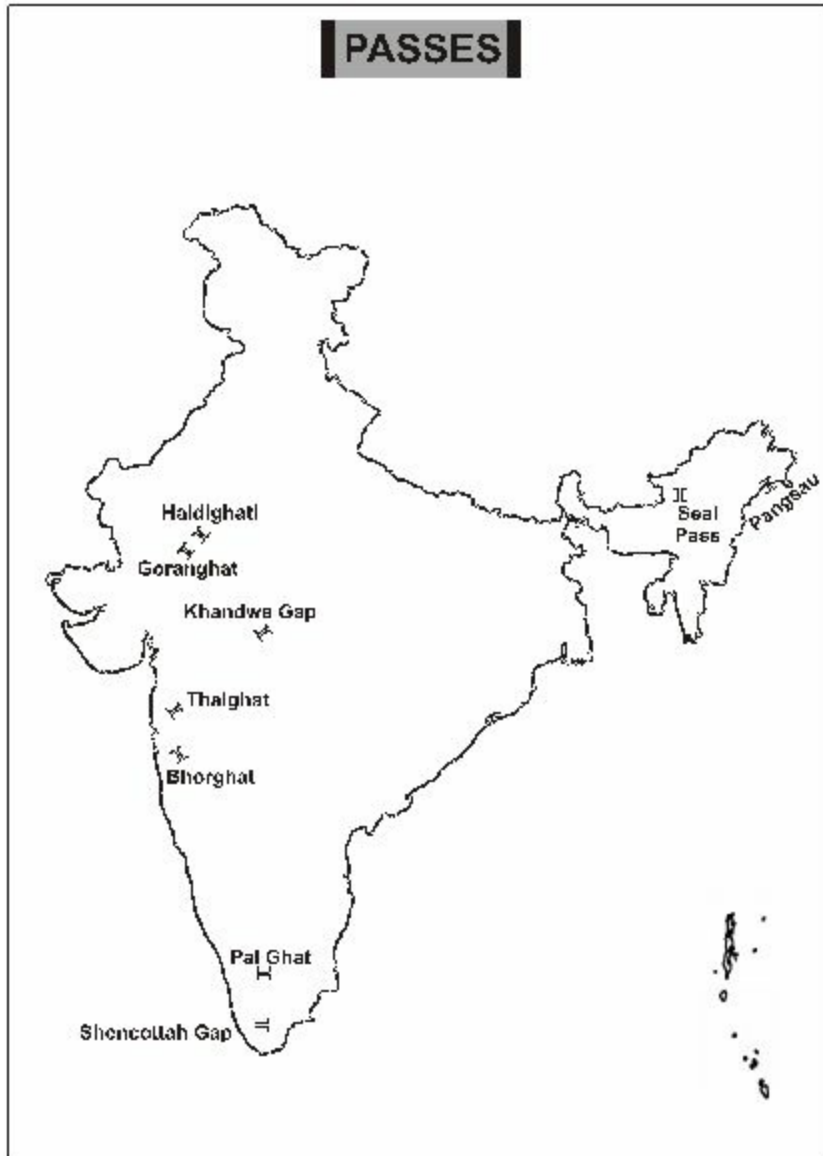 PASSES
Haldighati
Goranghat
Khandwa Gap
Thalghat
Bhorghat
Pal Ghat
Shencottah Gap
Seal
Pass
Pangsau